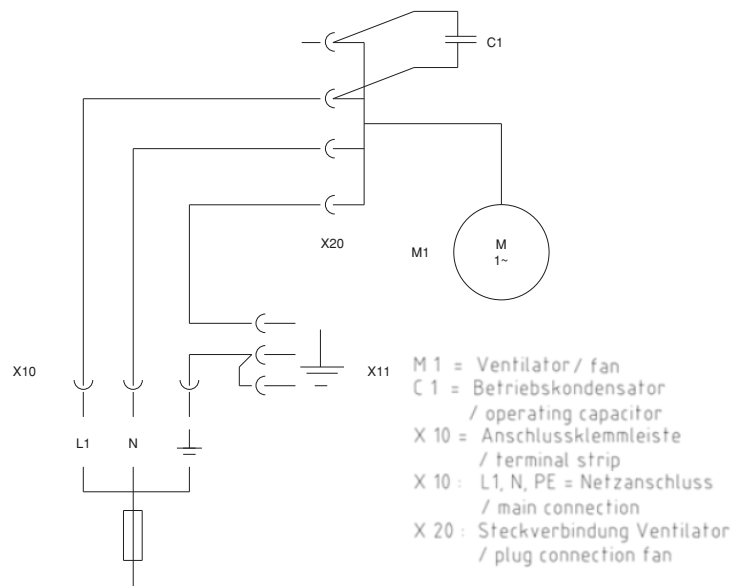 C1
X20
M1
M
1~
X10
X11
L1
N
M 1 = Ventilator / fan
C 1 = Betriebskondensator
/ operating capacitor
X 10 = Anschlussklemmleiste
/ terminal strip
X 10 : L1, N, PE = Netzanschluss
/ main connection
X 20 : Steckverbindung Ventilator
/ plug connection fan